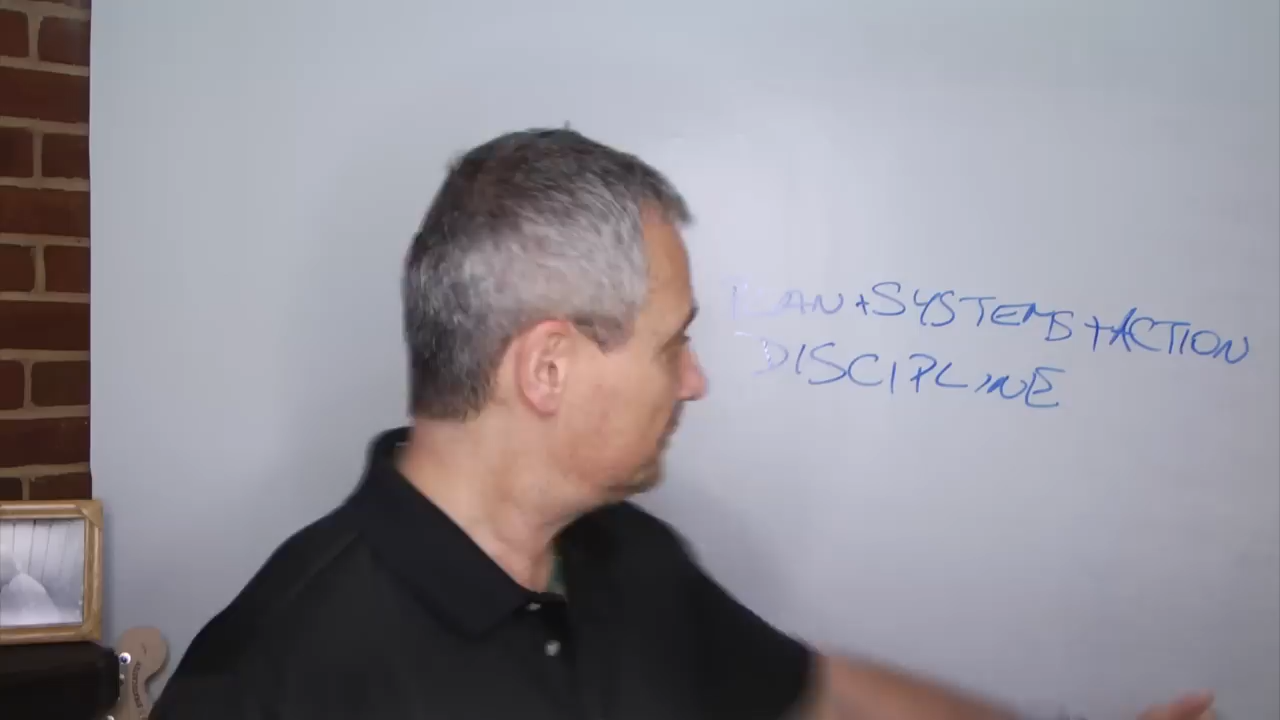 PLAN + SYSTEMS + ACTION
DISCIPLINE